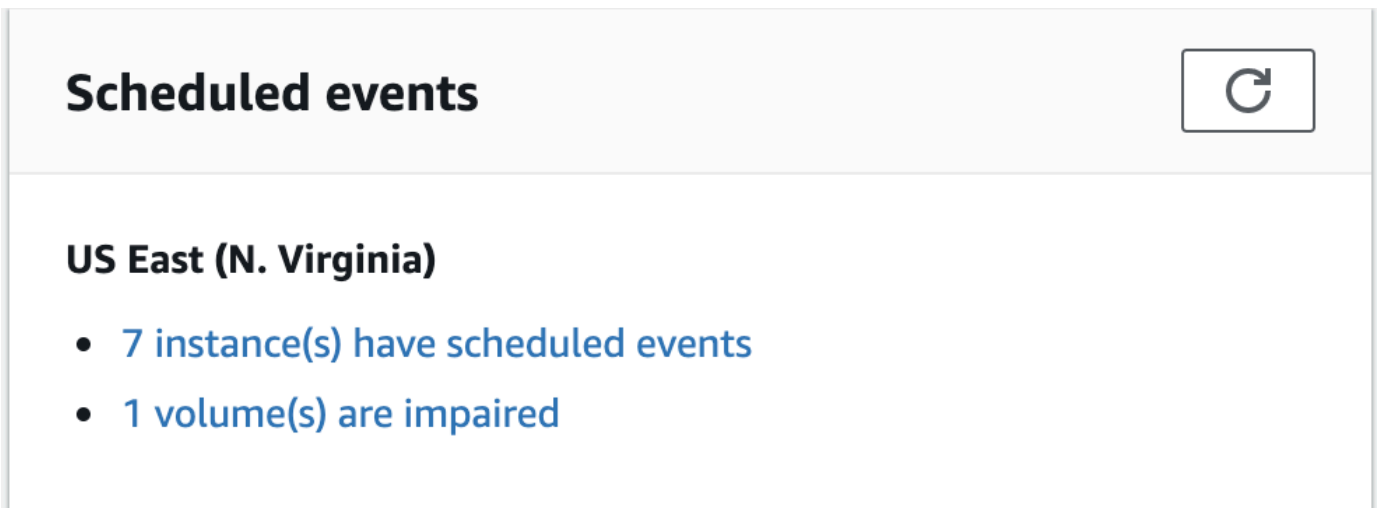 Scheduled events
US East (N. Virginia)
7 instance(s) have scheduled events
1 volume(s) are impaired